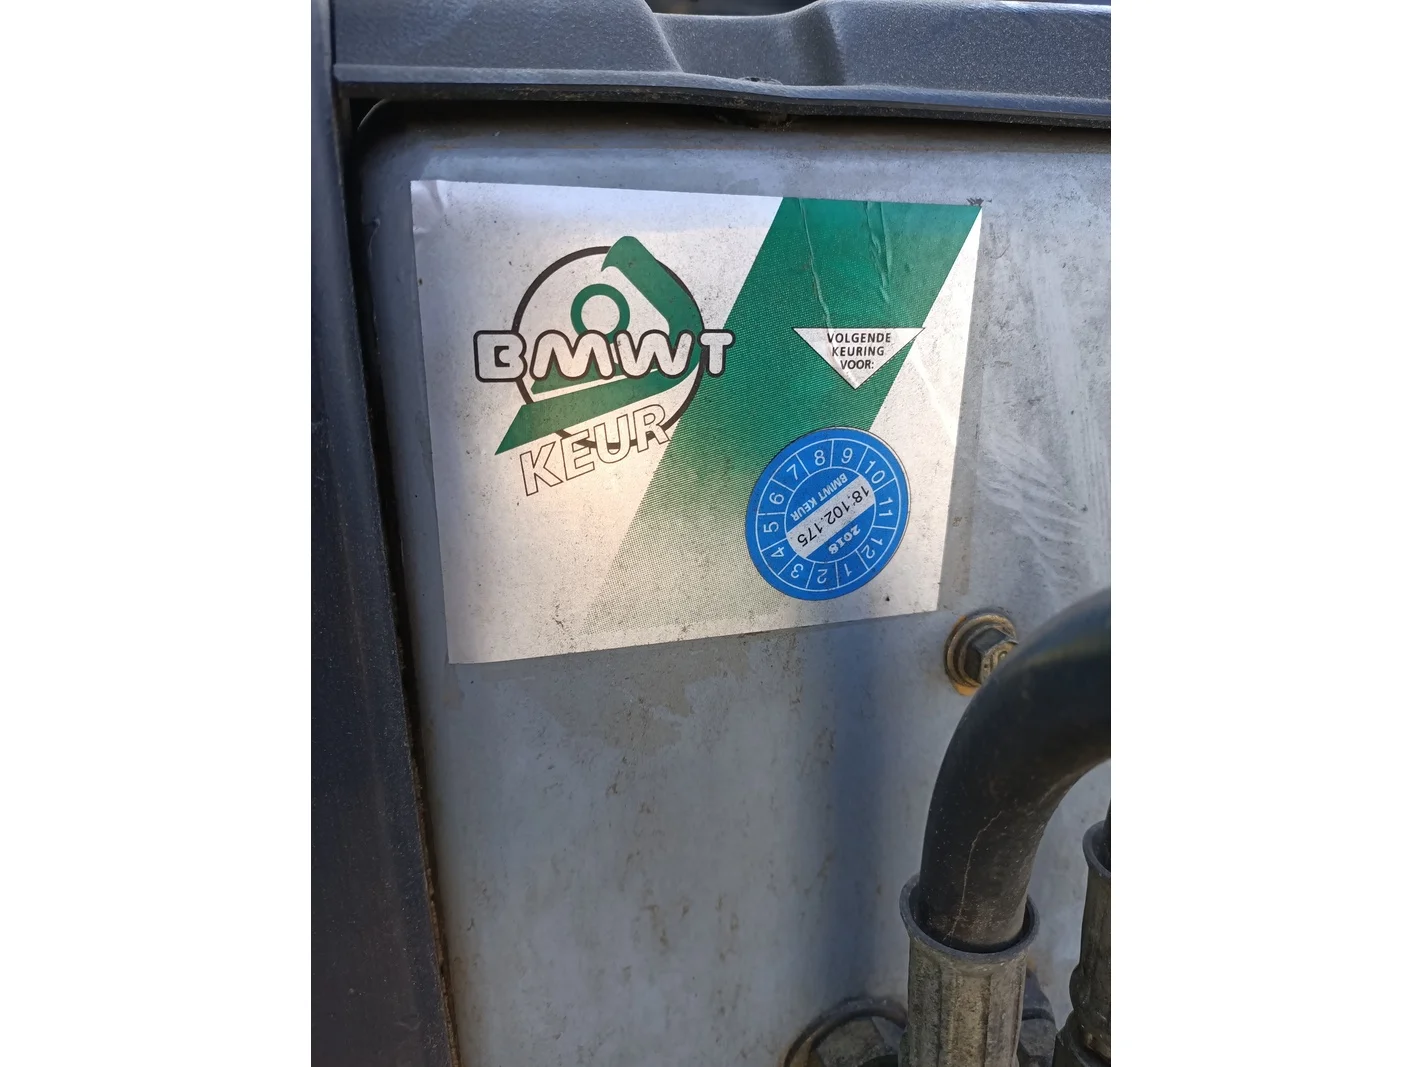 BMWT
KEUR
VOLGENDE
KEURING
VOOR:
1 2 3 4 5 6 7 8 9 10 11 12
BMWT KEUR
18.102.175
2018